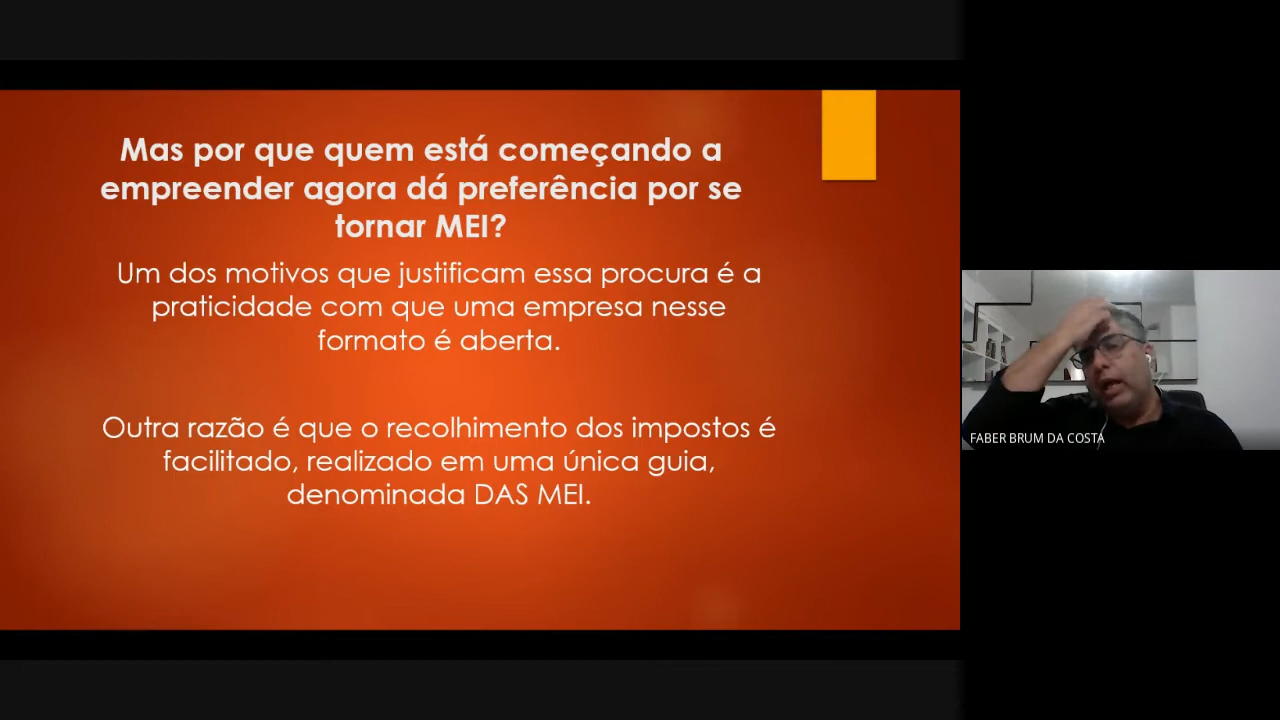 Mas por que quem está começando a
empreender agora dá preferência por se
tornar MEI?
Um dos motivos que justificam essa procura é a
praticidade com que uma empresa nesse
formato é aberta.
Outra razão é que o recolhimento dos impostos é
facilitado, realizado em uma única guia,
denominada DAS MEI.
FABER BRUM DA COSTA